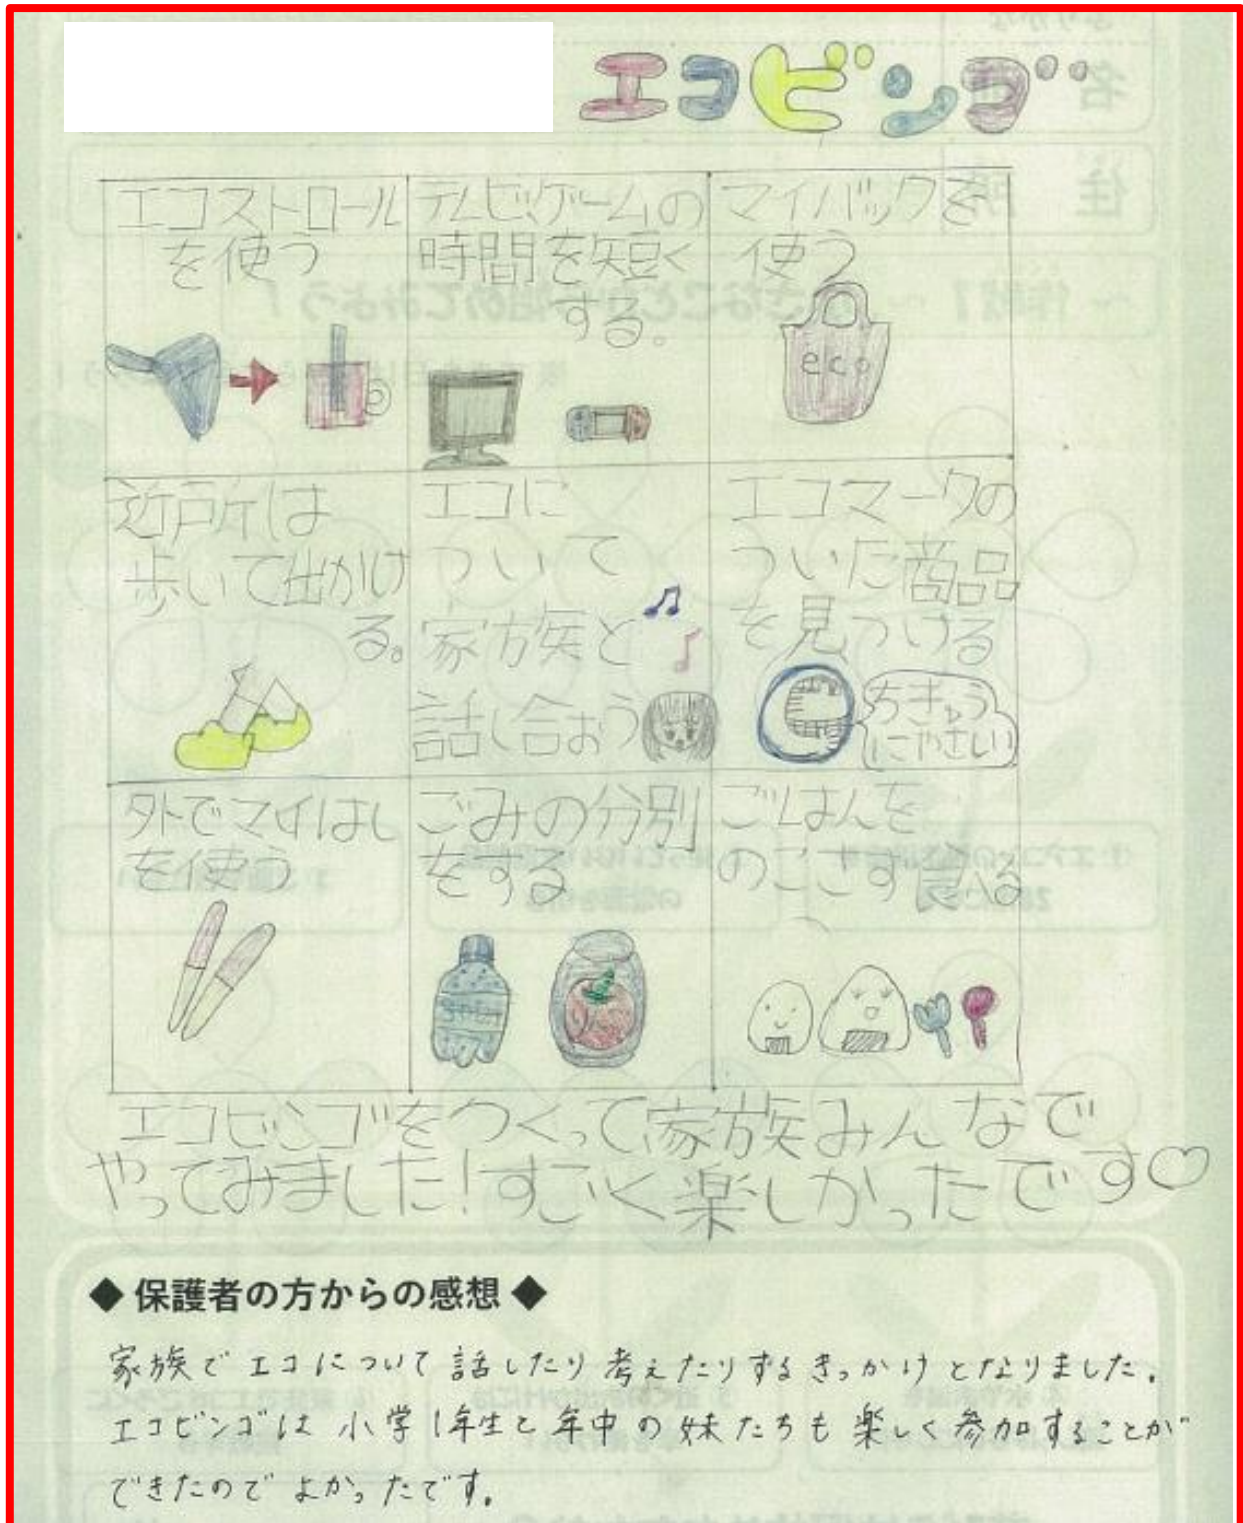 エコビンゴ
エコストロール
を使う
テレビ、ゲームの
時間を短く
する。
マイバックを
使う
eco
近所は
歩いて出かけ
る。
エコに
ついて
家族と
話し合おう
エコマークの
ついた商品
を見つける
ちきゅう
にやさしい
外でマイはし
を使う
ごみの分別
をする
ごはんを
のこさず食べる
エコビンゴをつくって家族みんなで
やってみました!すごく楽しかったです♡
◆ 保護者の方からの感想 ◆
家族でエコについて話したり考えたりするきっかけとなりました。
エコビンゴは小学1年生と年中の妹たちも楽しく参加することが
できたのでよかったです。